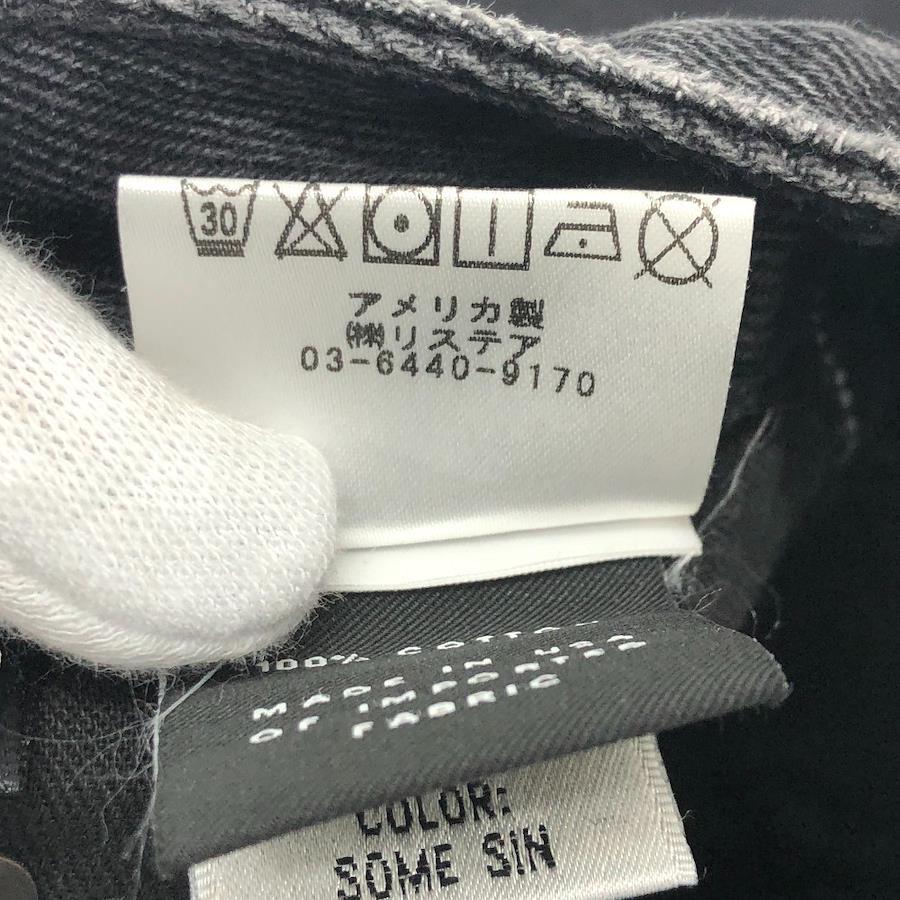 30
アメリカ製
㈱リステア
03-6440-9170
100% COTTON
MADE IN USA
OF IMPORTED
FABRIC
COLOR:
SOME SIN